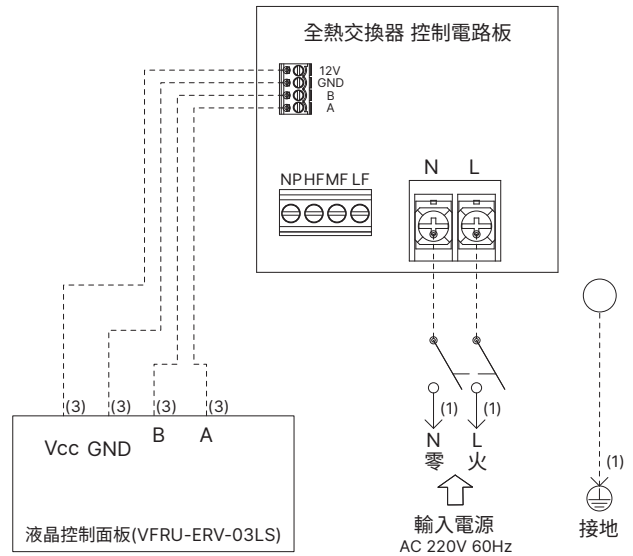 全熱交換器 控制電路板
12V
GND
B
A
NP HF MF LF
N L
(3) (3) (3) (3)
Vcc GND B A
液晶控制面板(VFRU-ERV-03LS)
(1) (1)
N L
零 火
輸入電源
AC 220V 60Hz
(1)
接地